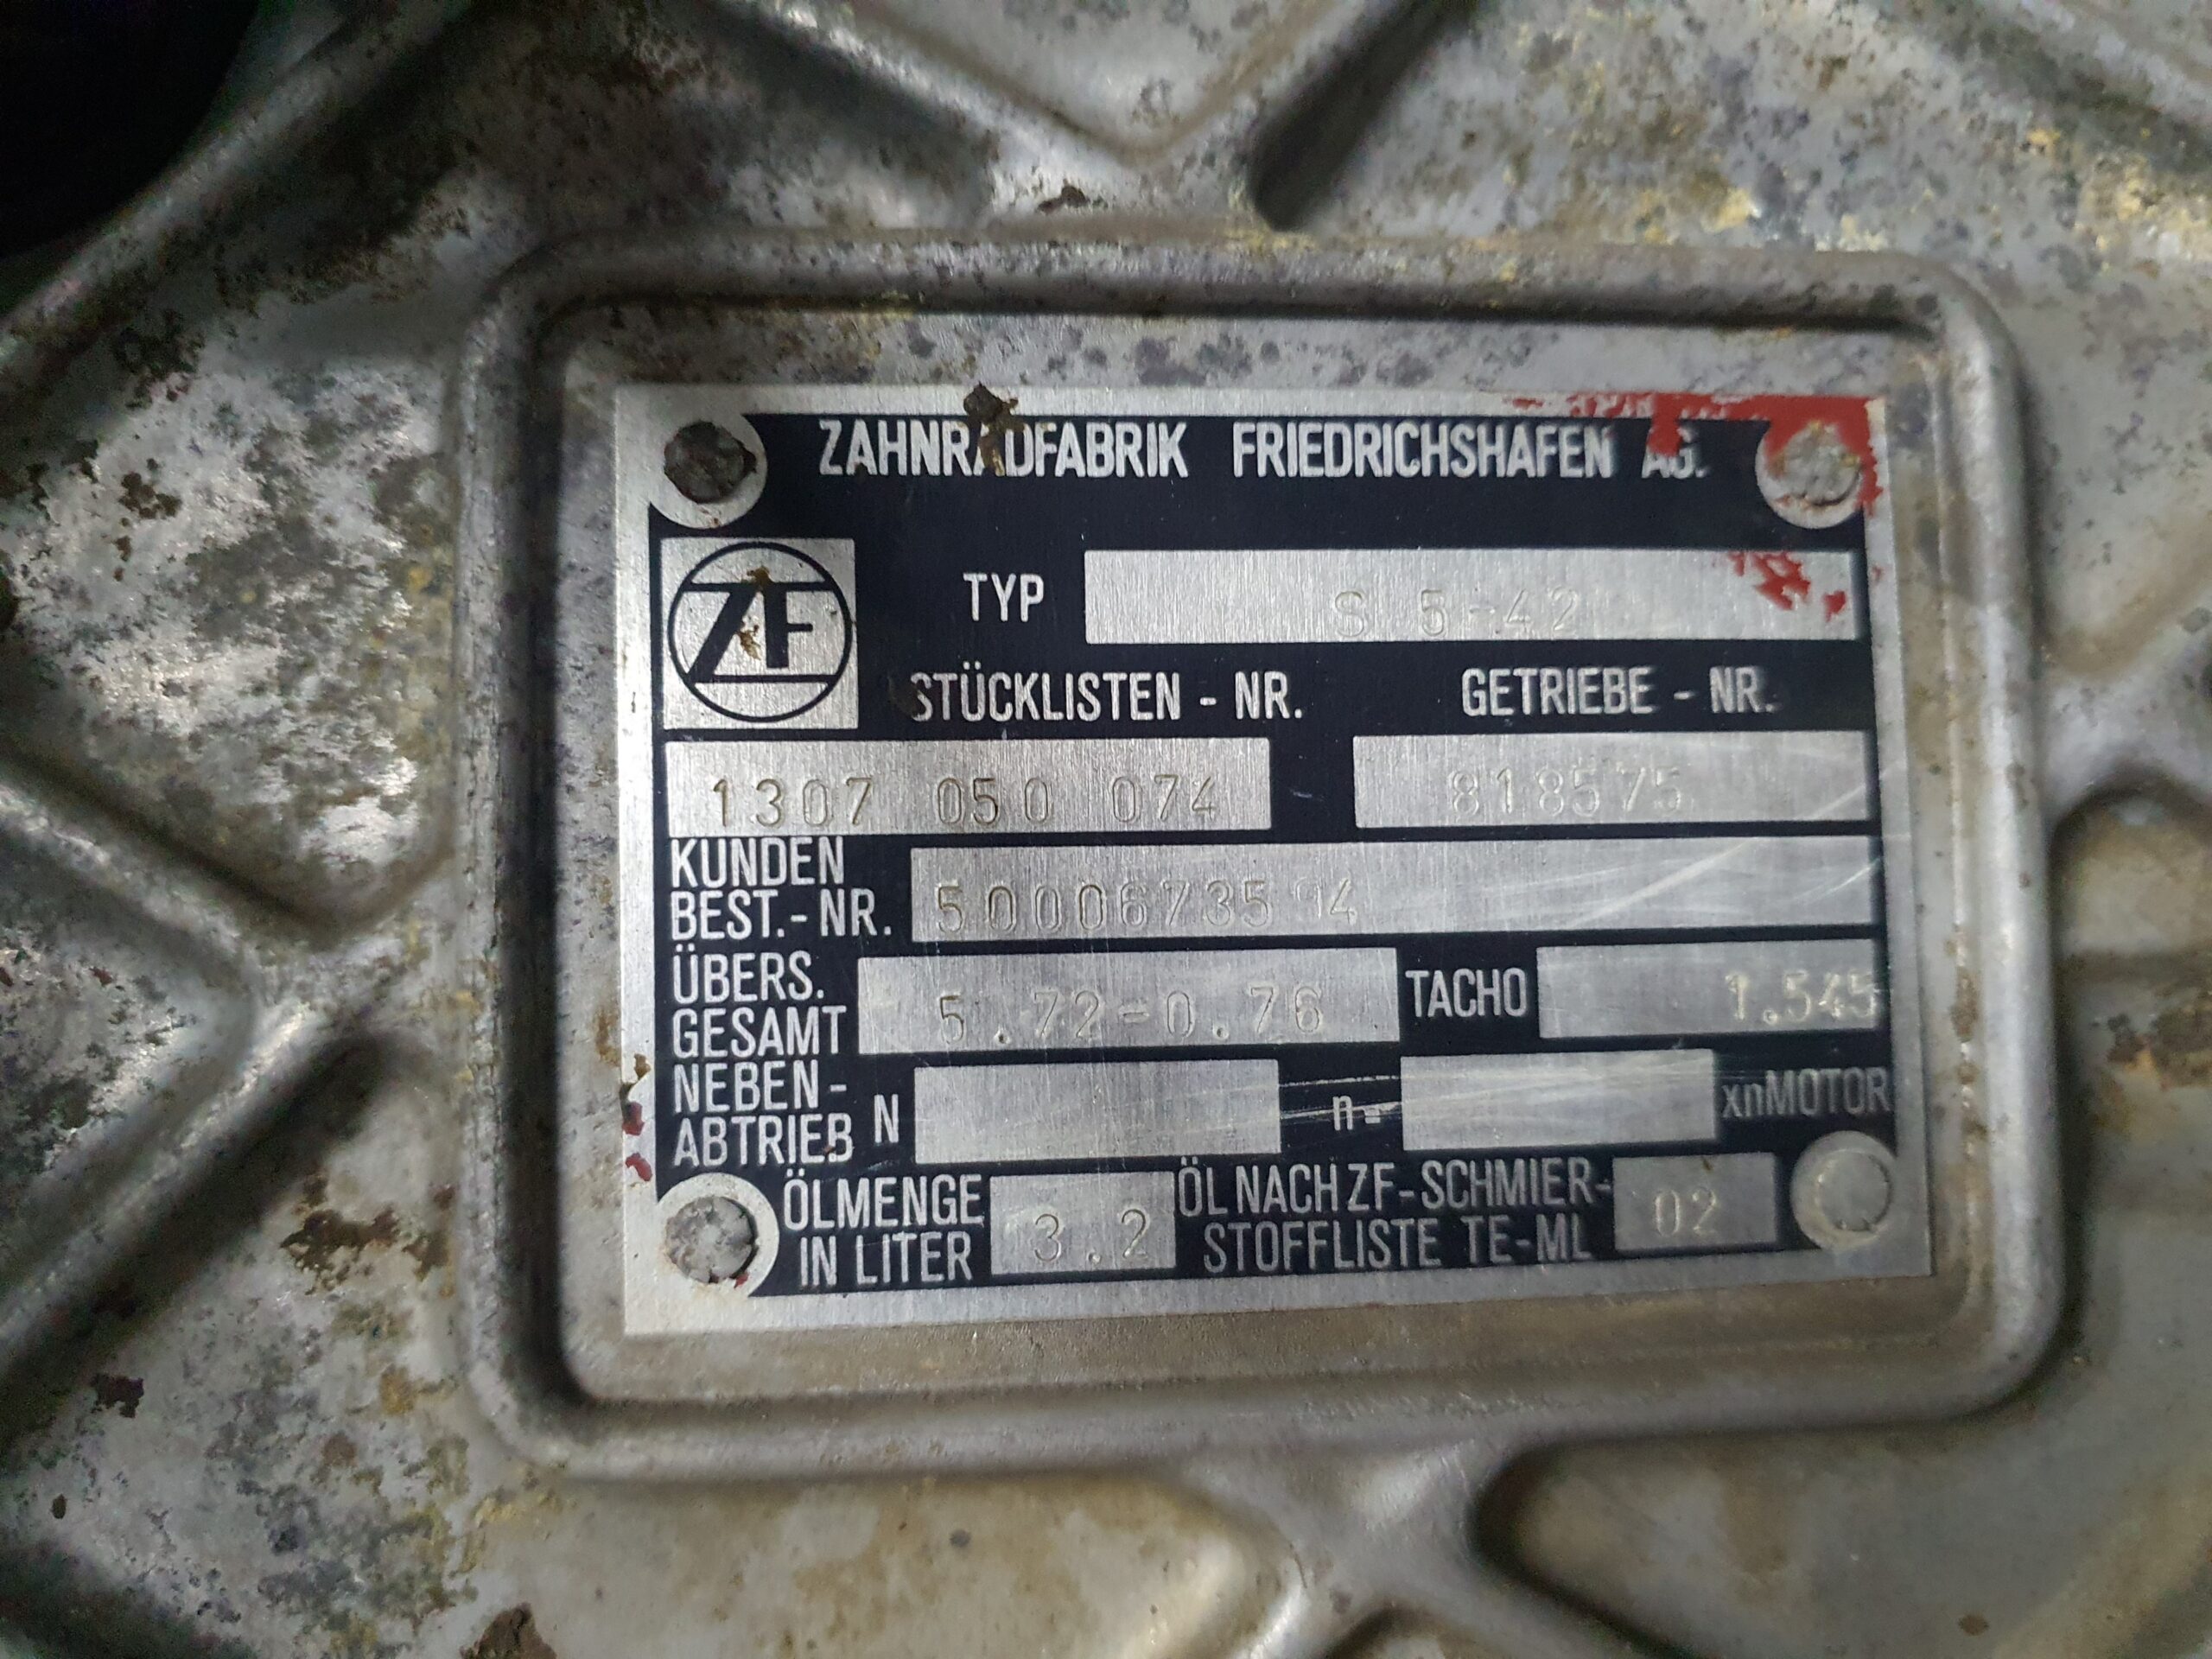 ZAHNRADFABRIK FRIEDRICHSHAFEN AG.
ZF
TYP S 5-42
STÜCKLISTEN - NR. GETRIEBE - NR.
1307 050 074 818575
KUNDEN
BEST.- NR. 5000673594
ÜBERS.
GESAMT 5.72-0.76 TACHO 1.545
NEBEN-
ABTRIEB N n= xnMOTOR
ÖLMENGE
IN LITER 3.2
ÖL NACH ZF-SCHMIER-
STOFFLISTE TE-ML 02